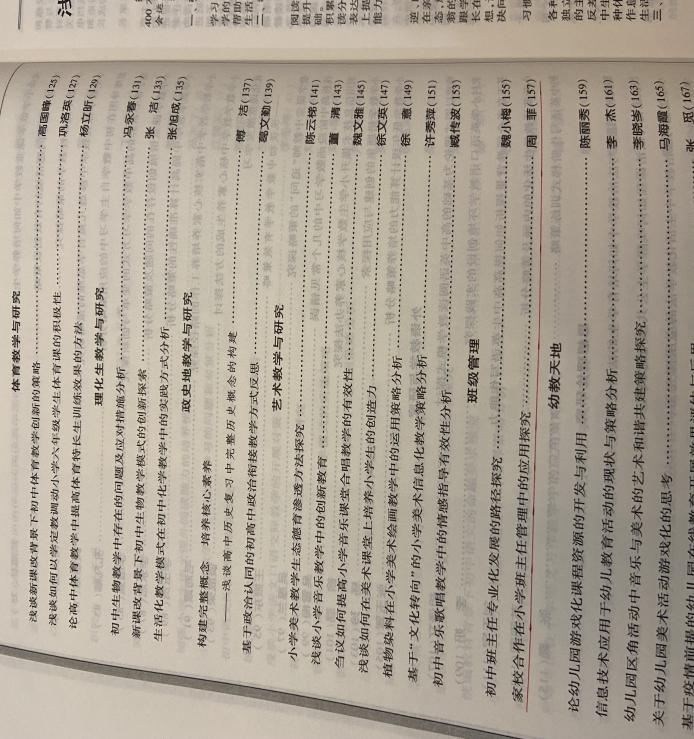 体育教学与研究
浅谈新课改背景下初中体育教学创新的策略 高国峰(125)
浅谈如何以学定教调动小学六年级学生体育课的积极性 巩洛英(127)
论高中体育教学中提高体育特长生训练效果的方法 杨立昕(129)
理化生教学与研究
初中生物教学中存在的问题及应对措施分析 冯永春(131)
新课改背景下初中生物教学模式的创新探索 张 洁(133)
生活化教学模式在初中化学教学中的实践方式分析 张旭成(135)
政史地教学与研究
构建完整概念 培养核心素养
——浅谈高中历史复习中完整历史概念的构建 傅 洁(137)
基于政治认同的初高中政治衔接教学方式反思 葛文勤(139)
艺术教学与研究
小学美术教学生态德育渗透方法探究 陈云梯(141)
浅谈小学音乐教学中的创新教育 董 清(143)
刍议如何提高小学音乐课堂合唱教学的有效性 魏文雅(145)
浅谈如何在美术课堂上培养小学生的创造力 徐文英(147)
植物染料在小学美术绘画教学中的运用策略分析 徐 意(149)
基于“文化转向”的小学美术信息化教学策略分析 许秀萍(151)
初中音乐歌唱教学中的情感指导有效性分析 臧传波(153)
班级管理
初中班主任专业化发展的路径探究 魏小梅(155)
家校合作在小学班主任管理中的应用探究 周 菲(157)
幼教天地
论幼儿园游戏化课程资源的开发与利用 陈丽秀(159)
信息技术应用于幼儿教育活动的现状与策略分析 李 杰(161)
幼儿园区角活动中音乐与美术的艺术和谐共建策略探究 李晓岁(163)
关于幼儿园美术活动游戏化的思考 马海霞(165)
张 觅(167)